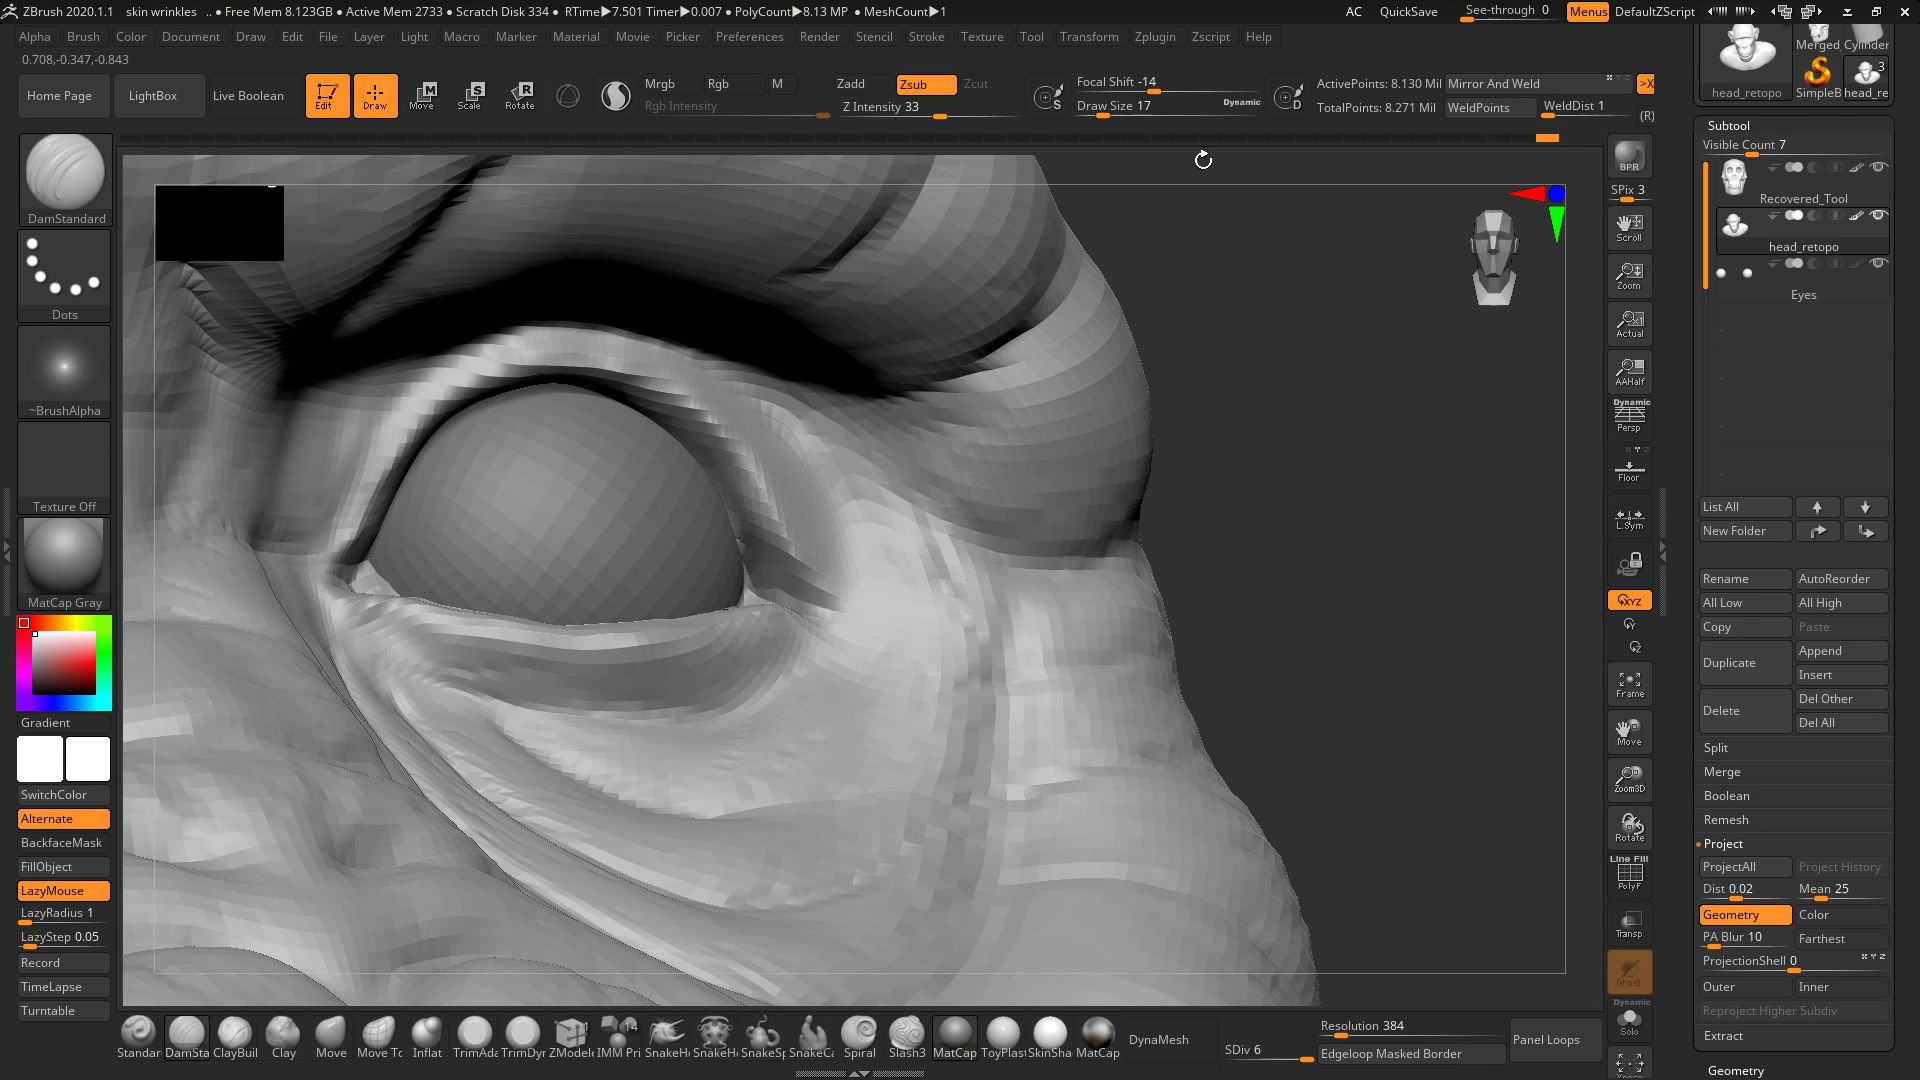 ZBrush 2020.1.1 skin wrinkles .. • Free Mem 8.123GB • Active Mem 2733 • Scratch Disk 334 • RTime▶7.501 Timer▶0.007 • PolyCount▶8.13 MP • MeshCount▶1 AC QuickSave See-through 0 Menus DefaultZScript
Alpha Brush Color Document Draw Edit File Layer Light Macro Marker Material Movie Picker Preferences Render Stencil Stroke Texture Tool Transform Zplugin Zscript Help
0.708,-0.347,-0.843
Home Page LightBox Live Boolean Edit Draw Move Scale Rotate
Mrgb Rgb M
Rgb Intensity
Zadd Zsub Zcut
Z Intensity 33
Focal Shift -14
Draw Size 17 Dynamic
S
D
ActivePoints: 8.130 Mil
TotalPoints: 8.271 Mil
Mirror And Weld >X
WeldPoints WeldDist 1 (R)
DamStandard
Dots
~BrushAlpha
Texture Off
MatCap Gray
Gradient
SwitchColor
Alternate
BackfaceMask
FillObject
LazyMouse
LazyRadius 1
LazyStep 0.05
Record
TimeLapse
Turntable
BPR
SPix 3
Scroll
Zoom
Actual
AAHalf
Dynamic
Persp
Floor
L.Sym
XYZ
Y
Z
Frame
Move
Zoom3D
Rotate
Line Fill
PolyF
Transp
Ghost
Dynamic
Solo
Xpose
Merged Cylinder
head_retopo SimpleB head_re
3
Subtool
Visible Count 7
Recovered_Tool
head_retopo
Eyes
List All
New Folder
Rename AutoReorder
All Low All High
Copy Paste
Duplicate Append
Insert
Delete Del Other
Del All
Split
Merge
Boolean
Remesh
Project
ProjectAll Project History
Dist 0.02 Mean 25
Geometry Color
PA Blur 10 Farthest
ProjectionShell 0 X Y Z
Outer Inner
Reproject Higher Subdiv
Extract
Geometry
Standar DamSta ClayBuil Clay Move Move Tc Inflat TrimAda TrimDyr ZModele IMM Pri SnakeHo SnakeHo SnakeSp SnakeCa Spiral Slash3 MatCap ToyPlast SkinSha MatCap
1 14
DynaMesh
SDiv 6
Resolution 384
Edgeloop Masked Border
Panel Loops